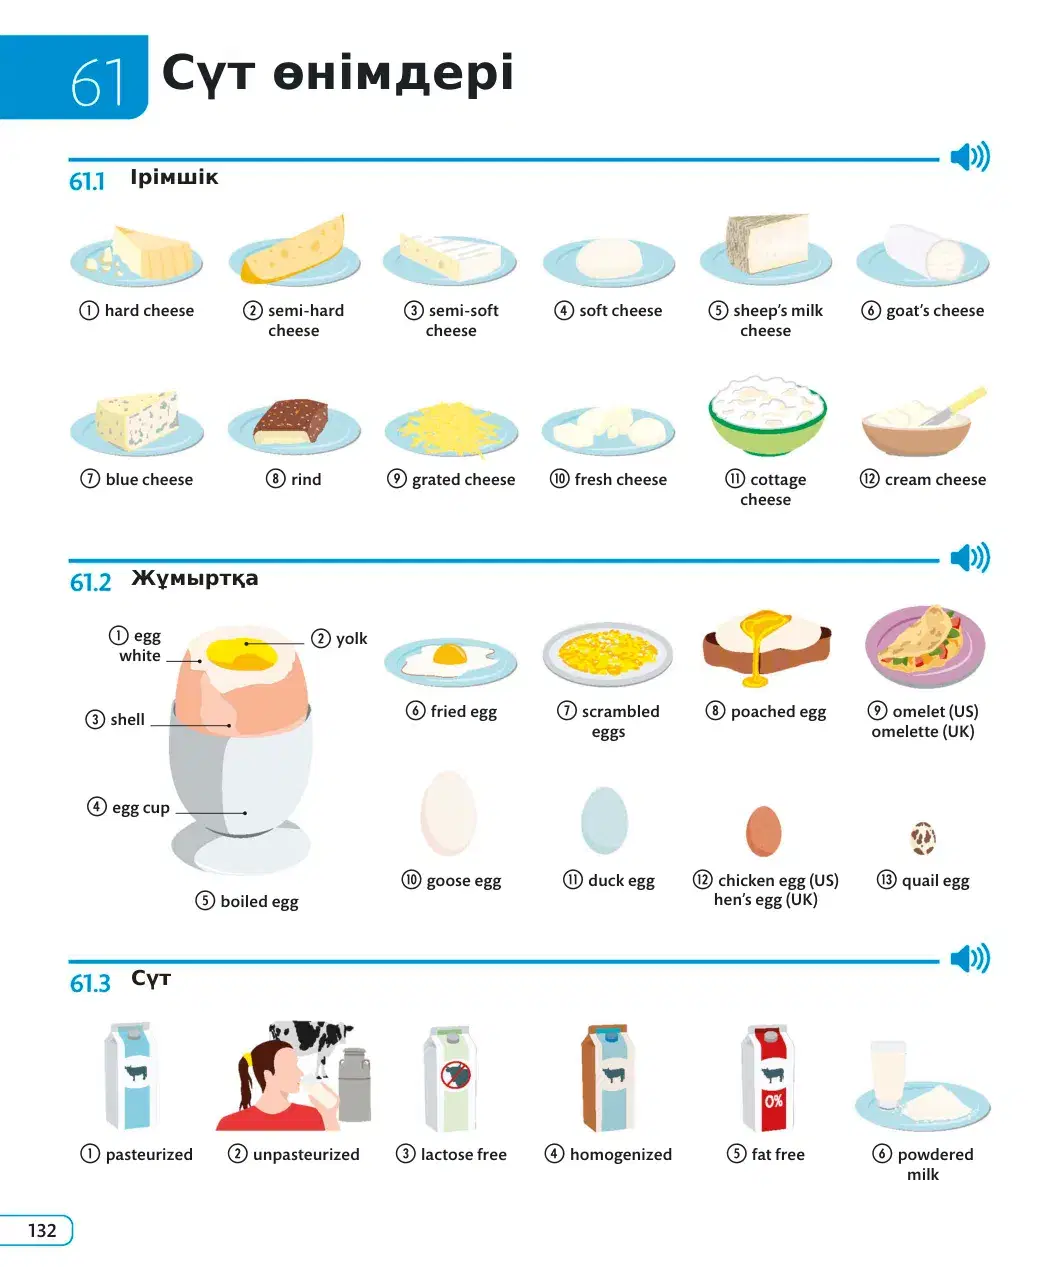 61 Сүт өнімдері
61.1 Ірімшік
① hard cheese
② semi-hard
cheese
③ semi-soft
cheese
④ soft cheese
⑤ sheep's milk
cheese
⑥ goat's cheese
⑦ blue cheese
⑧ rind
⑨ grated cheese
⑩ fresh cheese
⑪ cottage
cheese
⑫ cream cheese
61.2 Жұмыртқа
① egg
white
② yolk
③ shell
④ egg cup
⑤ boiled egg
⑥ fried egg
⑦ scrambled
eggs
⑧ poached egg
⑨ omelet (US)
omelette (UK)
⑩ goose egg
⑪ duck egg
⑫ chicken egg (US)
hen's egg (UK)
⑬ quail egg
61.3 Сүт
0%
① pasteurized
② unpasteurized
③ lactose free
④ homogenized
⑤ fat free
⑥ powdered
milk
132